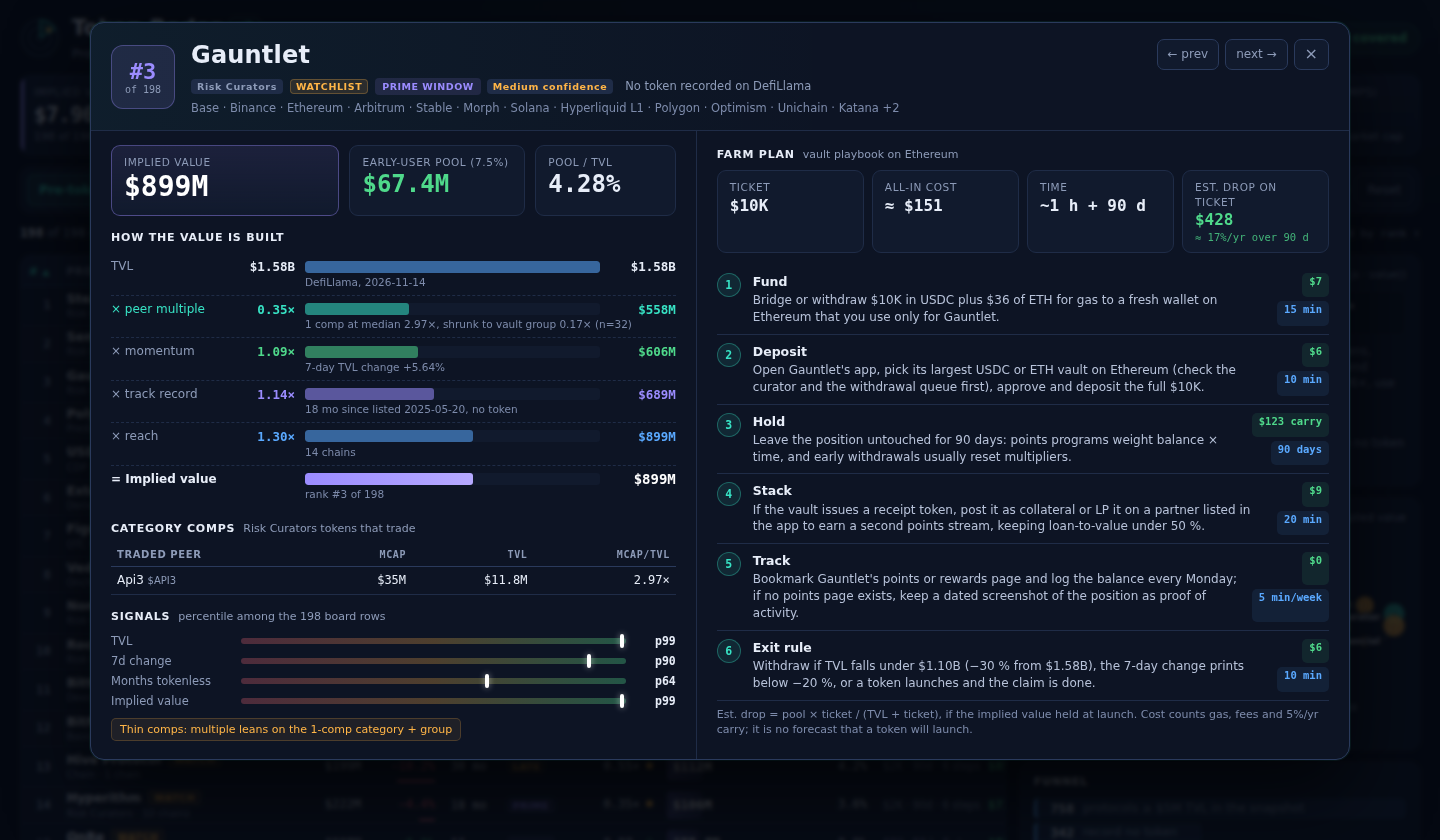 #3
of 198
Gauntlet
Risk Curators WATCHLIST PRIME WINDOW Medium confidence No token recorded on DefiLlama
Base · Binance · Ethereum · Arbitrum · Stable · Morph · Solana · Hyperliquid L1 · Polygon · Optimism · Unichain · Katana +2
← prev next → ×
IMPLIED VALUE
$899M
EARLY-USER POOL (7.5%)
$67.4M
POOL / TVL
4.28%
HOW THE VALUE IS BUILT
TVL $1.58B $1.58B
DefiLlama, 2026-11-14
× peer multiple 0.35× $558M
1 comp at median 2.97×, shrunk to vault group 0.17× (n=32)
× momentum 1.09× $606M
7-day TVL change +5.64%
× track record 1.14× $689M
18 mo since listed 2025-05-20, no token
× reach 1.30× $899M
14 chains
= Implied value $899M
rank #3 of 198
CATEGORY COMPS Risk Curators tokens that trade
TRADED PEER MCAP TVL MCAP/TVL
Api3 $API3 $35M $11.8M 2.97×
SIGNALS percentile among the 198 board rows
TVL p99
7d change p90
Months tokenless p64
Implied value p99
Thin comps: multiple leans on the 1-comp category + group
FARM PLAN vault playbook on Ethereum
TICKET
$10K
ALL-IN COST
≈ $151
TIME
~1 h + 90 d
EST. DROP ON
TICKET
$428
≈ 17%/yr over 90 d
1 Fund $7
Bridge or withdraw $10K in USDC plus $36 of ETH for gas to a fresh wallet on 15 min
Ethereum that you use only for Gauntlet.
2 Deposit $6
Open Gauntlet's app, pick its largest USDC or ETH vault on Ethereum (check the 10 min
curator and the withdrawal queue first), approve and deposit the full $10K.
3 Hold $123 carry
Leave the position untouched for 90 days: points programs weight balance × 90 days
time, and early withdrawals usually reset multipliers.
4 Stack $9
If the vault issues a receipt token, post it as collateral or LP it on a partner listed in 20 min
the app to earn a second points stream, keeping loan-to-value under 50 %.
5 Track $0
Bookmark Gauntlet's points or rewards page and log the balance every Monday; 5 min/week
if no points page exists, keep a dated screenshot of the position as proof of
activity.
6 Exit rule $6
Withdraw if TVL falls under $1.10B (−30 % from $1.58B), the 7-day change prints 10 min
below −20 %, or a token launches and the claim is done.
Est. drop = pool × ticket / (TVL + ticket), if the implied value held at launch. Cost counts gas, fees and 5%/yr
carry; it is no forecast that a token will launch.